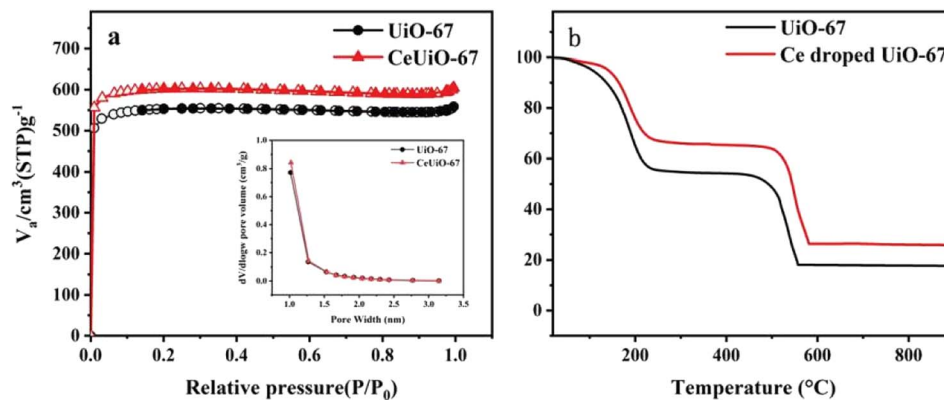 a
UiO-67
CeUiO-67
700
600
500
400
300
200
100
0
0.0 0.2 0.4 0.6 0.8 1.0
Va/cm³(STP)g⁻¹
Relative pressure(P/P₀)
UiO-67
CeUiO-67
1.0
0.8
0.6
0.4
0.2
0.0
0.5 1.0 1.5 2.0 2.5 3.0 3.5
dV/dlogw pore volume (cm³/g)
Pore Width (nm)
b
UiO-67
Ce droped UiO-67
100
80
60
40
20
0
200 400 600 800
Temperature (°C)